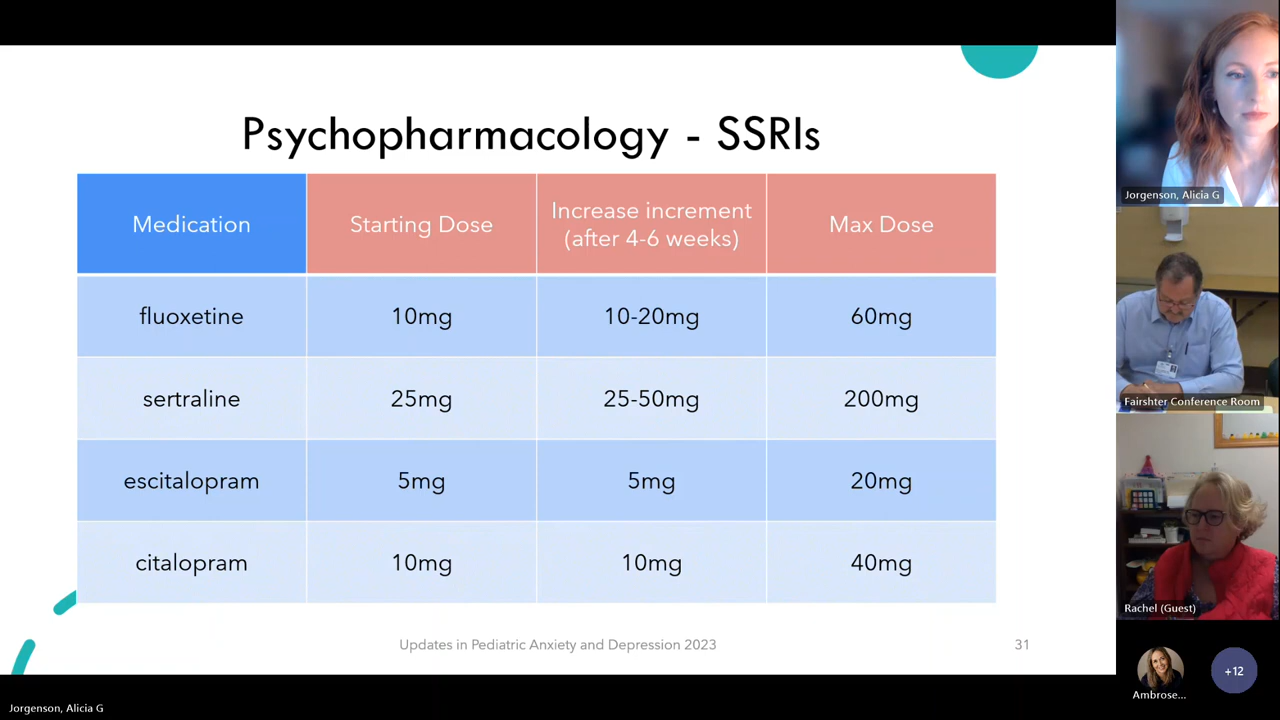 Psychopharmacology - SSRIs
Medication
Starting Dose
Increase increment
(after 4-6 weeks)
Max Dose
fluoxetine
10mg
10-20mg
60mg
sertraline
25mg
25-50mg
200mg
escitalopram
5mg
5mg
20mg
citalopram
10mg
10mg
40mg
Updates in Pediatric Anxiety and Depression 2023
31
Jorgenson, Alicia G
Jorgenson, Alicia G
Fairshter Conference Room
Rachel (Guest)
Ambrose...
+12